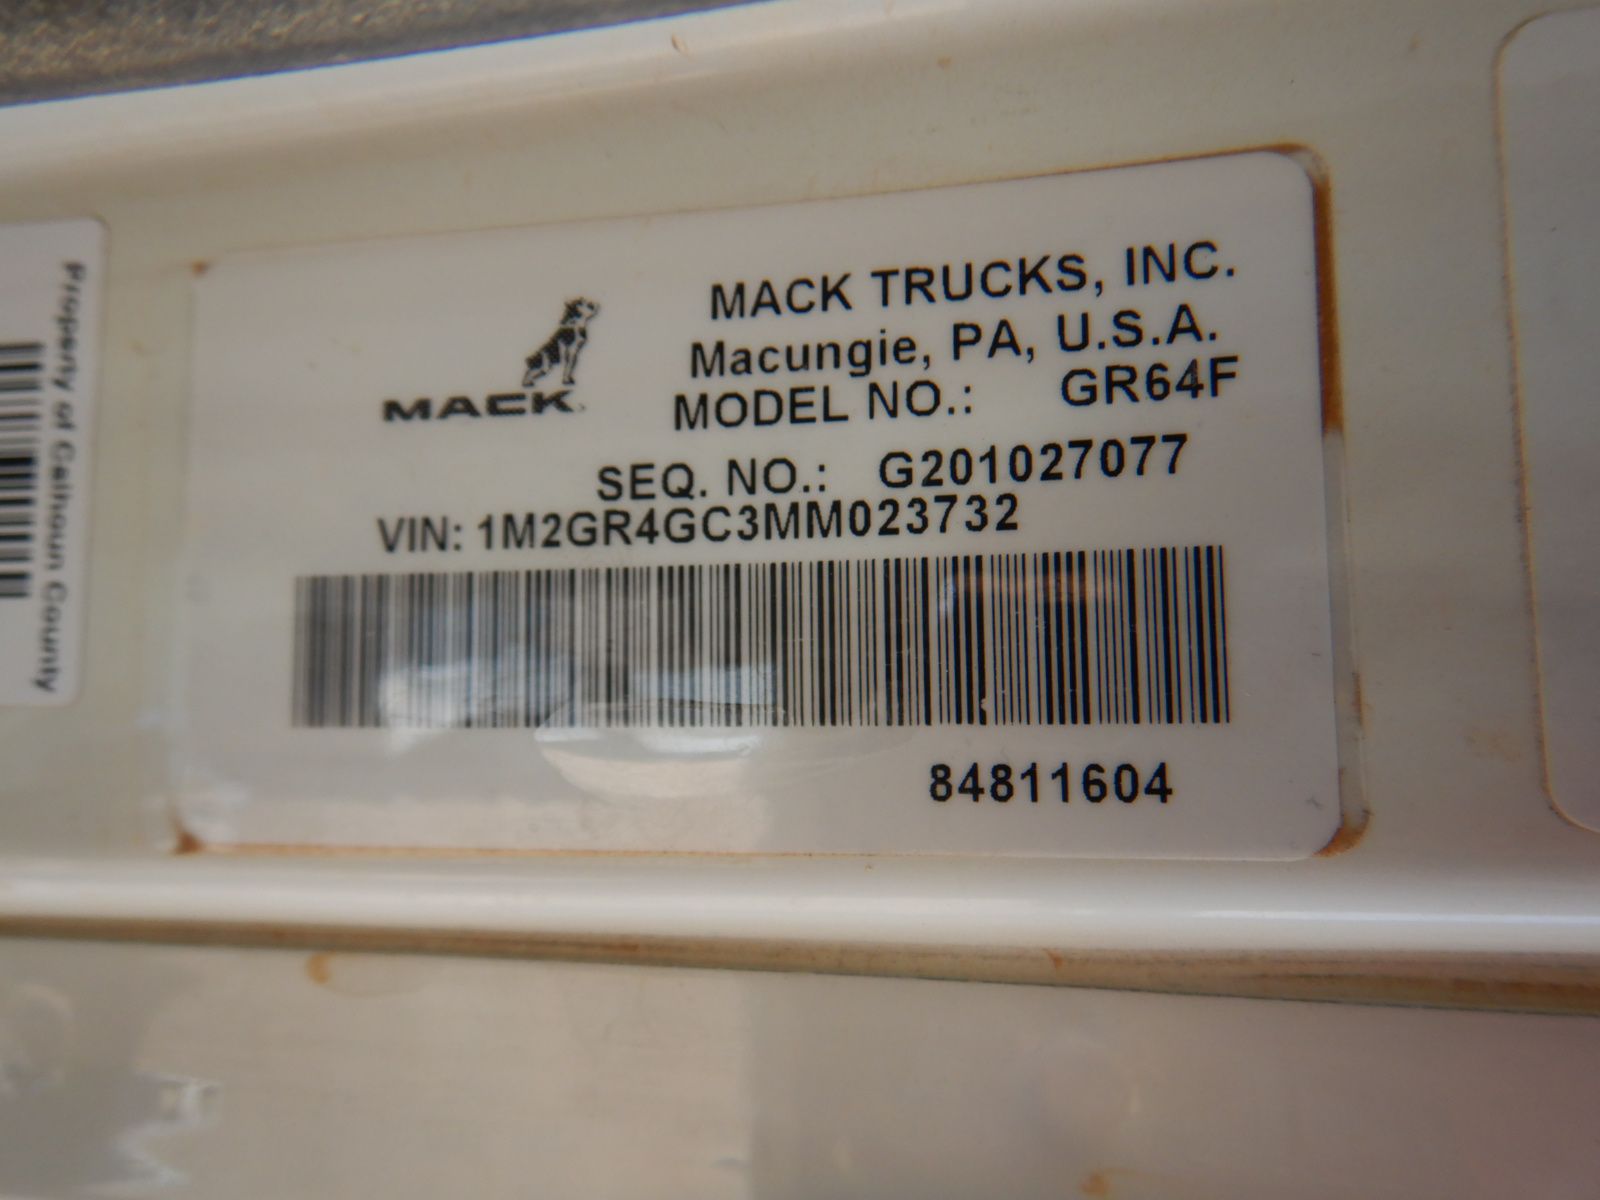 Property of Calhoun County
MACK
MACK TRUCKS, INC.
Macungie, PA, U.S.A.
MODEL NO.: GR64F
SEQ. NO.: G201027077
VIN: 1M2GR4GC3MM023732
84811604